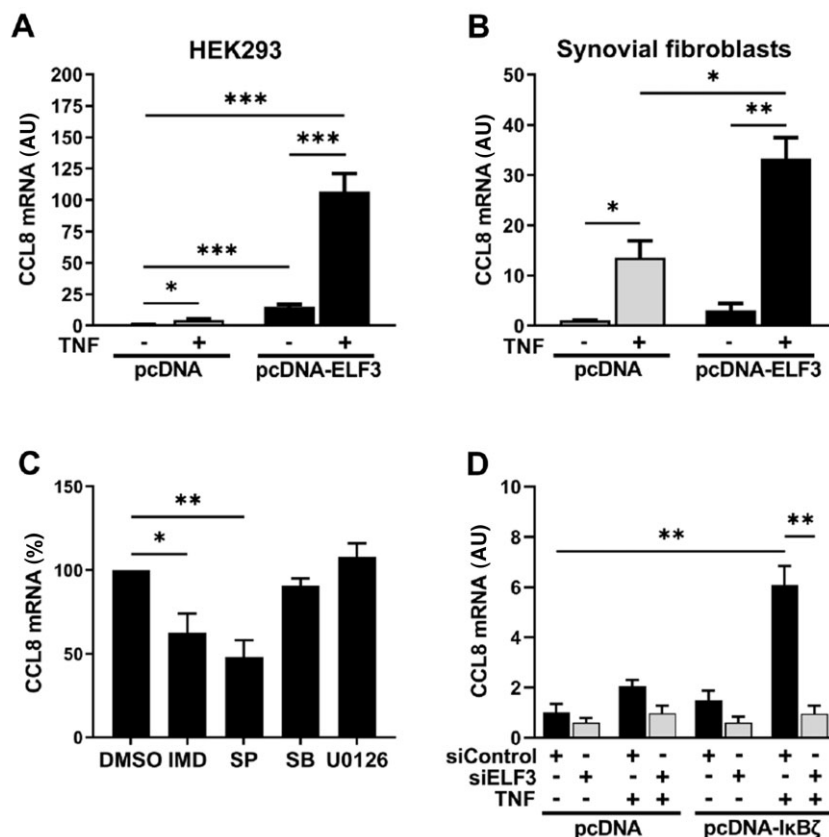 A
HEK293
CCL8 mRNA (AU)
200
175
150
125
100
75
50
25
0
***
***
***
*
TNF - + - +
pcDNA pcDNA-ELF3
B
Synovial fibroblasts
CCL8 mRNA (AU)
50
40
30
20
10
0
*
**
*
TNF - + - +
pcDNA pcDNA-ELF3
C
CCL8 mRNA (%)
150
100
50
0
**
*
DMSO IMD SP SB U0126
D
CCL8 mRNA (AU)
10
8
6
4
2
0
**
**
siControl + - + - + - + -
siELF3 - + - + - + - +
TNF - - + + - - + +
pcDNA pcDNA-IκBζ